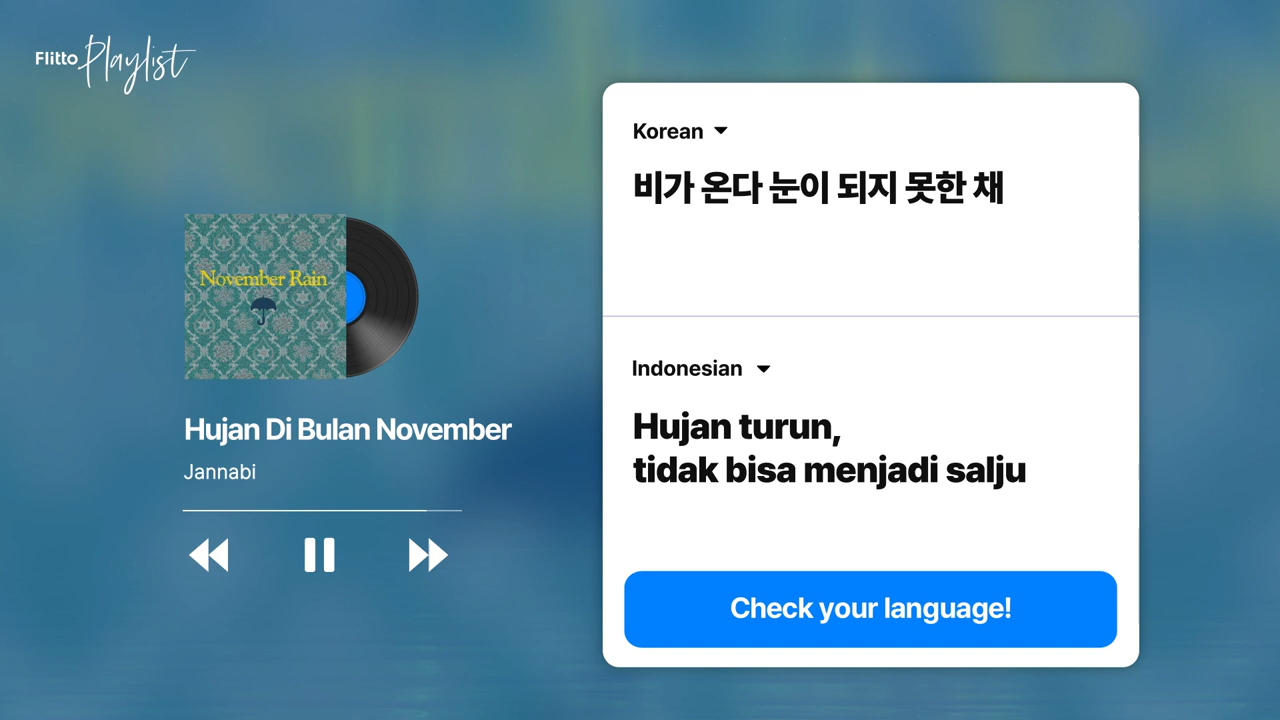 Flitto Playlist
November Rain
Hujan Di Bulan November
Jannabi
Korean
비가 온다 눈이 되지 못한 채
Indonesian
Hujan turun,
tidak bisa menjadi salju
Check your language!